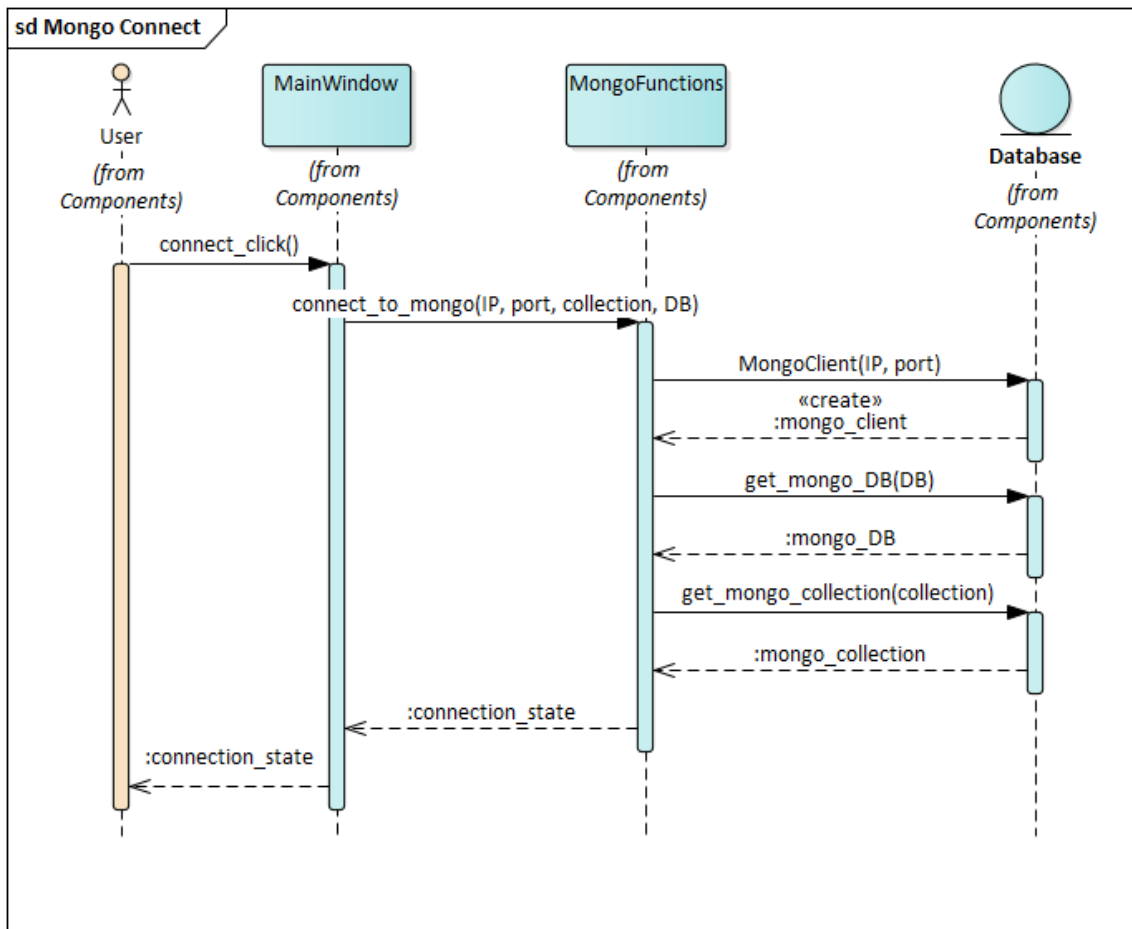 sd Mongo Connect
User
(from
Components)
MainWindow
(from
Components)
MongoFunctions
(from
Components)
Database
(from
Components)
connect_click()
connect_to_mongo(IP, port, collection, DB)
MongoClient(IP, port)
«create»
:mongo_client
get_mongo_DB(DB)
:mongo_DB
get_mongo_collection(collection)
:mongo_collection
:connection_state
:connection_state